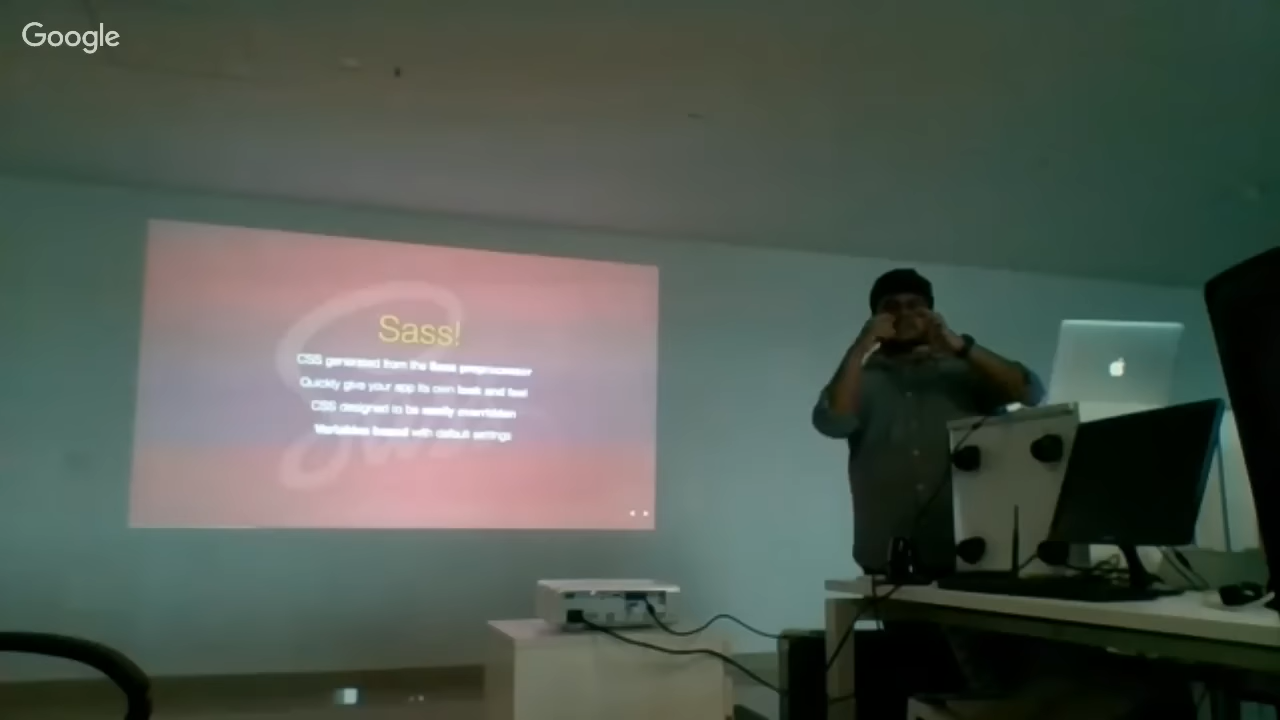 Google
Sass!
CSS generated from the Sass preprocessor
Quickly give your app its own look and feel
CSS designed to be easily overridden
Variables based with default settings